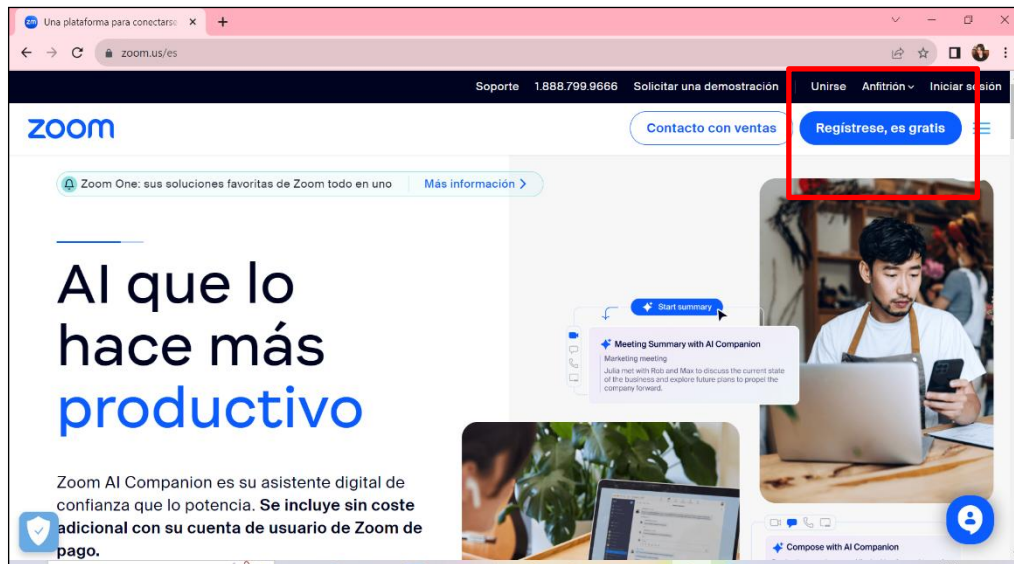 zm Una plataforma para conectarse
zoom.us/es
Soporte 1.888.799.9666 Solicitar una demostración Unirse Anfitrión Iniciar sesión
zoom Contacto con ventas Regístrese, es gratis
Zoom One: sus soluciones favoritas de Zoom todo en uno Más información
AI que lo
hace más
productivo
Start summary
Meeting Summary with AI Companion
Marketing meeting
Julia met with Rob and Max to discuss the current state
of the business and explore future plans to propel the
company forward.
Zoom AI Companion es su asistente digital de
confianza que lo potencia. Se incluye sin coste
adicional con su cuenta de usuario de Zoom de
pago.
Compose with AI Companion